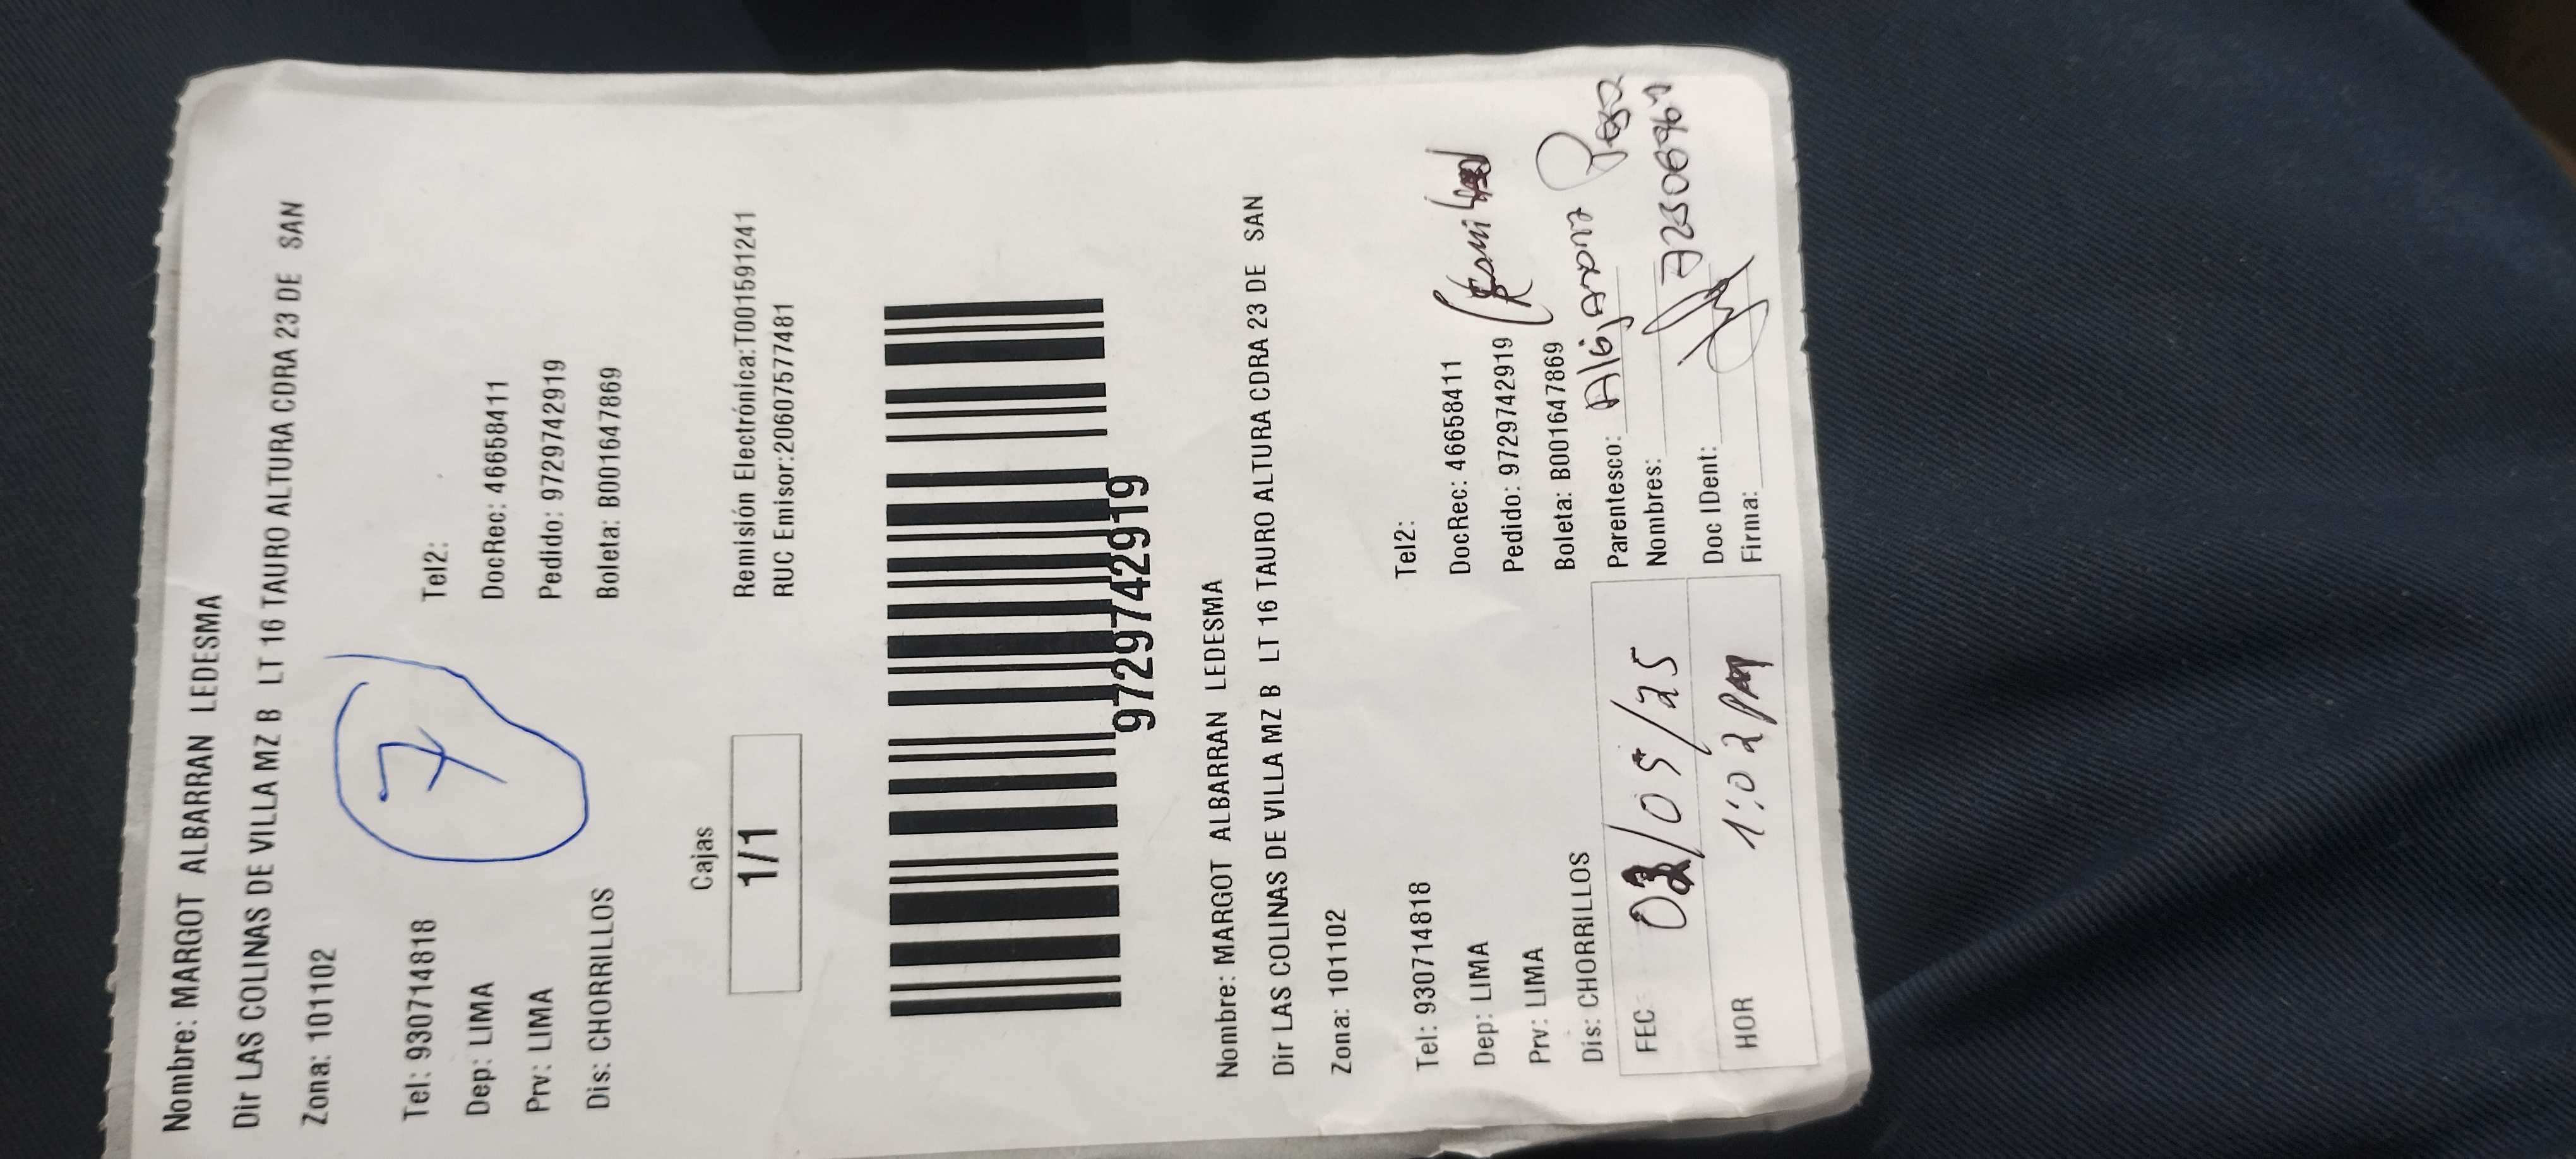 Nombre: MARGOT ALBARRAN LEDESMA
Dir LAS COLINAS DE VILLA MZ B LT 16 TAURO ALTURA CDRA 23 DE SAN
Zona: 101102
7
Tel: 930714818 Tel2:
Dep: LIMA DocRec: 46658411
Prv: LIMA Pedido: 9729742919
Dis: CHORRILLOS Boleta: B001647869
Cajas
1/1
Remisión Electrónica:T001591241
RUC Emisor:20607577481
9729742919
Nombre: MARGOT ALBARRAN LEDESMA
Dir LAS COLINAS DE VILLA MZ B LT 16 TAURO ALTURA CDRA 23 DE SAN
Zona: 101102
Tel: 930714818 Tel2:
Dep: LIMA DocRec: 46658411
Prv: LIMA Pedido: 9729742919
Dis: CHORRILLOS Boleta: B001647869
FEC
HOR 1:02 PM
Parentesco:
Nombres:
Doc IDent:
Firma: